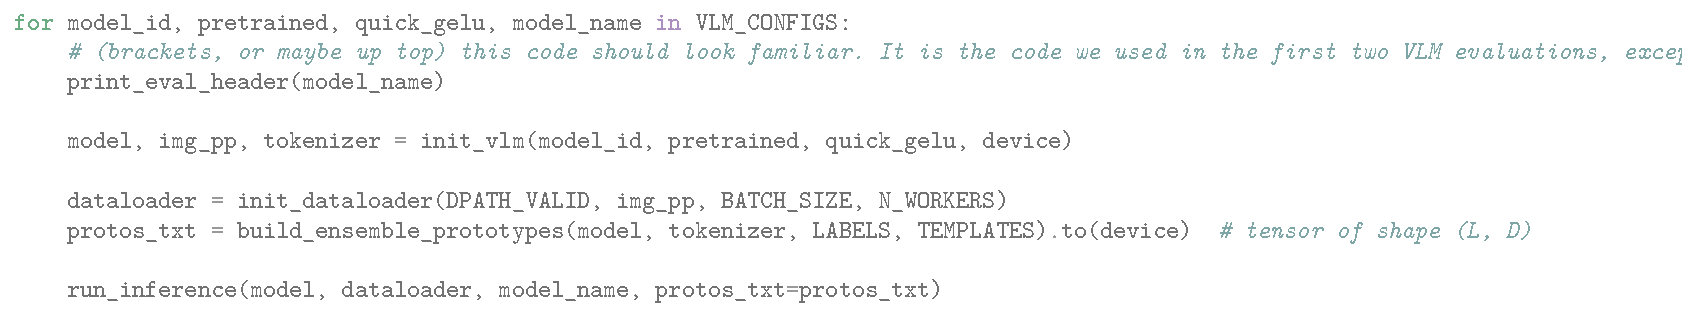 for model_id, pretrained, quick_gelu, model_name in VLM_CONFIGS:
    # (brackets, or maybe up top) this code should look familiar. It is the code we used in the first two VLM evaluations,
    print_eval_header(model_name)

    model, img_pp, tokenizer = init_vlm(model_id, pretrained, quick_gelu, device)

    dataloader = init_dataloader(DPATH_VALID, img_pp, BATCH_SIZE, N_WORKERS)
    protos_txt = build_ensemble_prototypes(model, tokenizer, LABELS, TEMPLATES).to(device)  # tensor of shape (L, D)

    run_inference(model, dataloader, model_name, protos_txt=protos_txt)